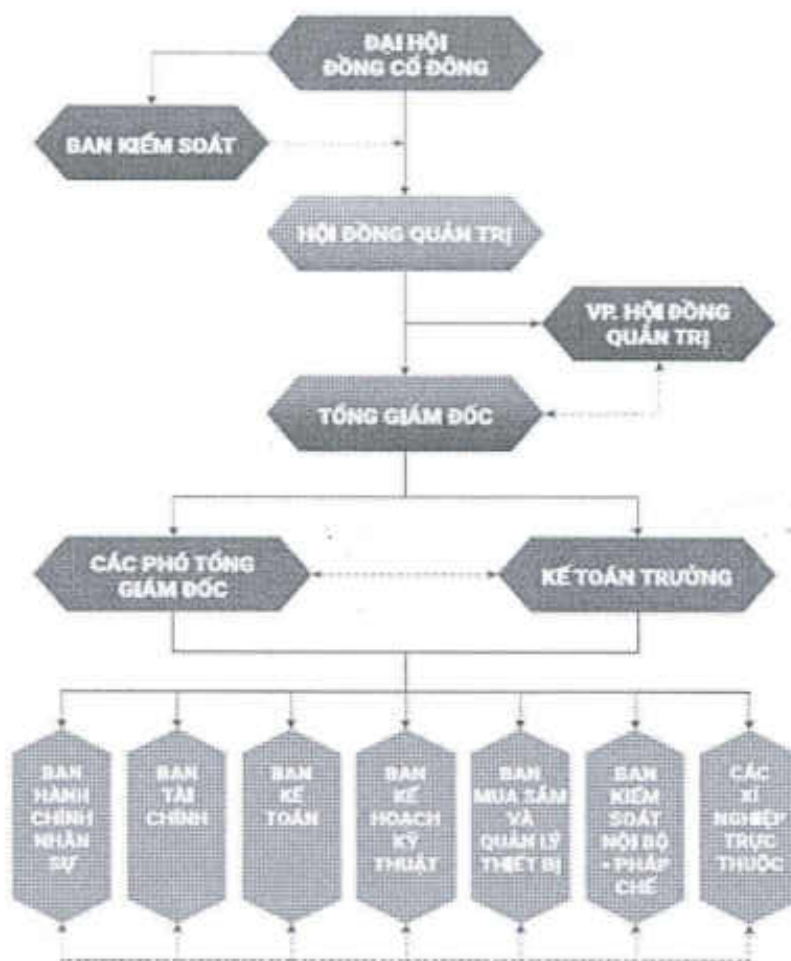 ĐẠI HỘI
ĐỒNG CỔ ĐÔNG
BAN KIỂM SOÁT
HỘI ĐỒNG QUẢN TRỊ
VP. HỘI ĐỒNG
QUẢN TRỊ
TỔNG GIÁM ĐỐC
CÁC PHÓ TỔNG
GIÁM ĐỐC
KẾ TOÁN TRƯỞNG
BAN
HÀNH
CHÍNH
NHÂN
SỰ
BAN
TÀI
CHÍNH
BAN
KẾ
TOÁN
BAN
KẾ
HOẠCH
KỸ
THUẬT
BAN
MUA SẮM
VÀ
QUẢN LÝ
THIẾT BỊ
BAN
KIỂM
SOÁT
NỘI BỘ
- PHÁP
CHẾ
CÁC
XÍ
NGHIỆP
TRỰC
THUỘC